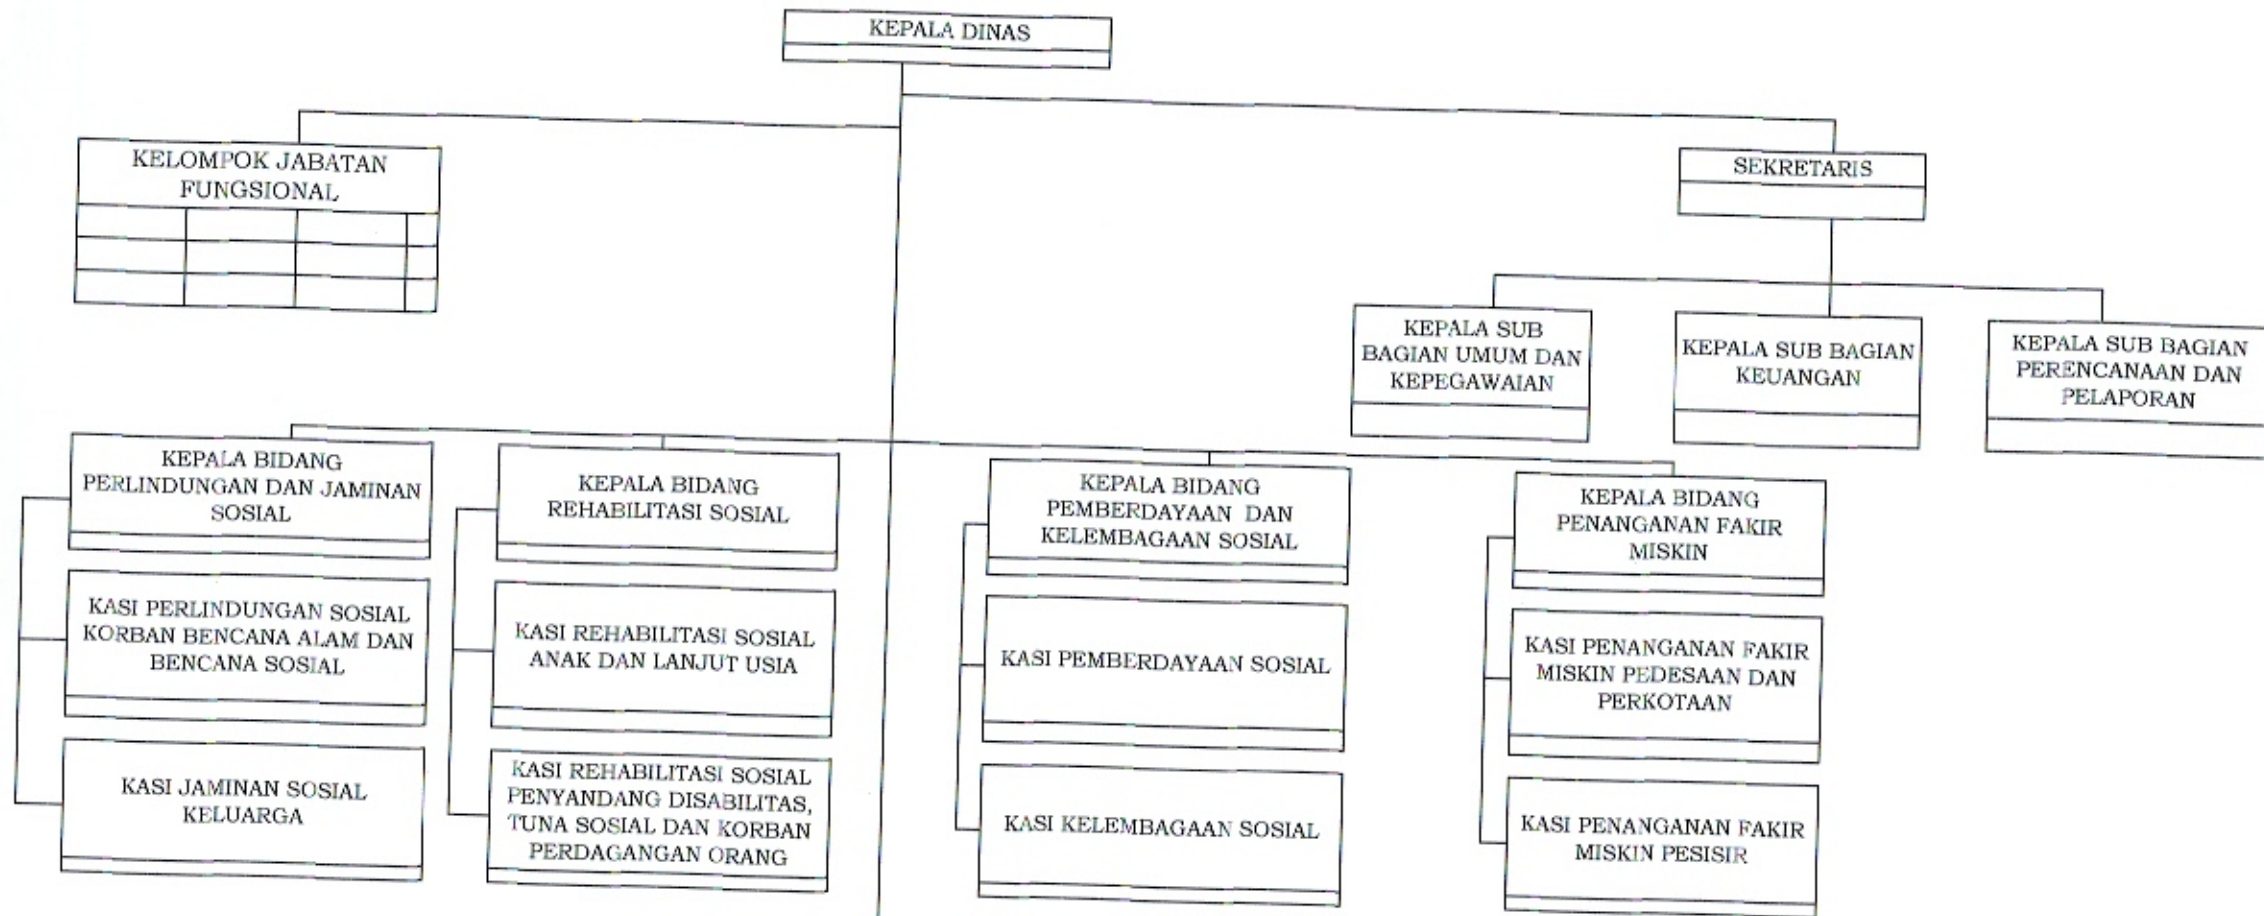 KEPALA DINAS
KELOMPOK JABATAN
FUNGSIONAL
SEKRETARIS
KEPALA SUB
BAGIAN UMUM DAN
KEPEGAWAIAN
KEPALA SUB BAGIAN
KEUANGAN
KEPALA SUB BAGIAN
PERENCANAAN DAN
PELAPORAN
KEPALA BIDANG
PERLINDUNGAN DAN JAMINAN
SOSIAL
KASI PERLINDUNGAN SOSIAL
KORBAN BENCANA ALAM DAN
BENCANA SOSIAL
KASI JAMINAN SOSIAL
KELUARGA
KEPALA BIDANG
REHABILITASI SOSIAL
KASI REHABILITASI SOSIAL
ANAK DAN LANJUT USIA
KASI REHABILITASI SOSIAL
PENYANDANG DISABILITAS,
TUNA SOSIAL DAN KORBAN
PERDAGANGAN ORANG
KEPALA BIDANG
PEMBERDAYAAN DAN
KELEMBAGAAN SOSIAL
KASI PEMBERDAYAAN SOSIAL
KASI KELEMBAGAAN SOSIAL
KEPALA BIDANG
PENANGANAN FAKIR
MISKIN
KASI PENANGANAN FAKIR
MISKIN PEDESAAN DAN
PERKOTAAN
KASI PENANGANAN FAKIR
MISKIN PESISIR